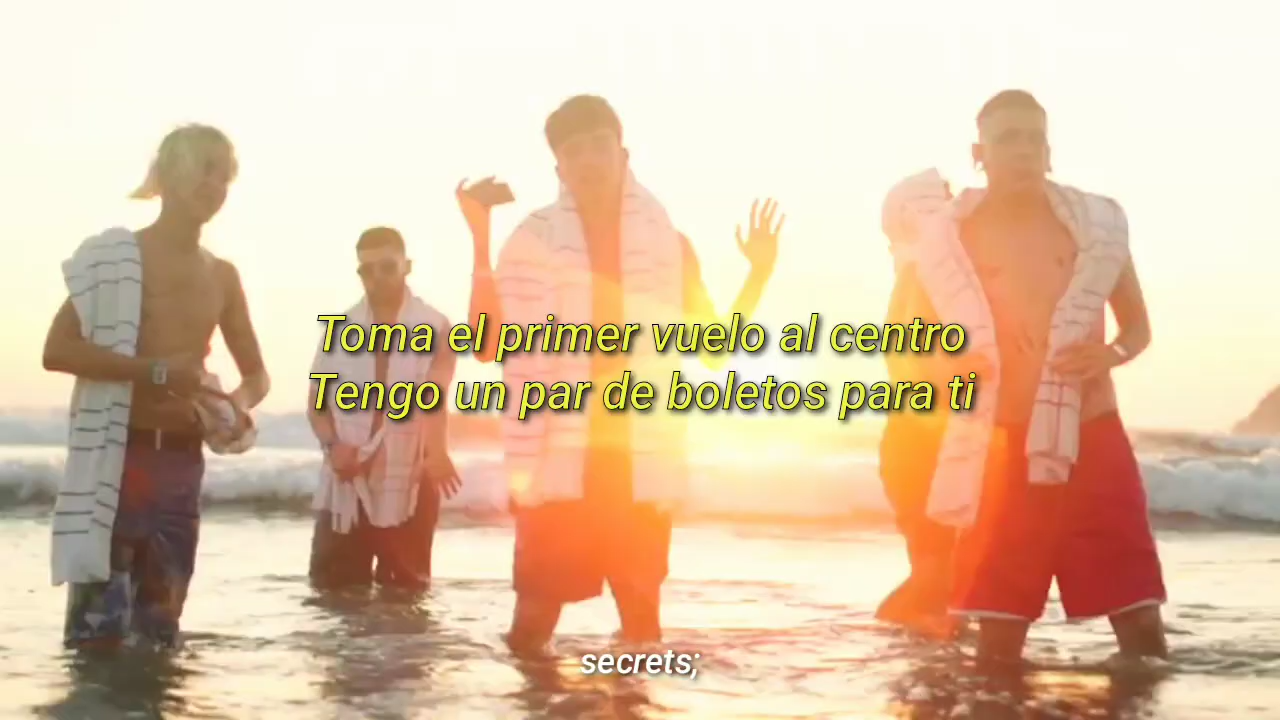 Toma el primer vuelo al centro
Tengo un par de boletos para ti
secrets;